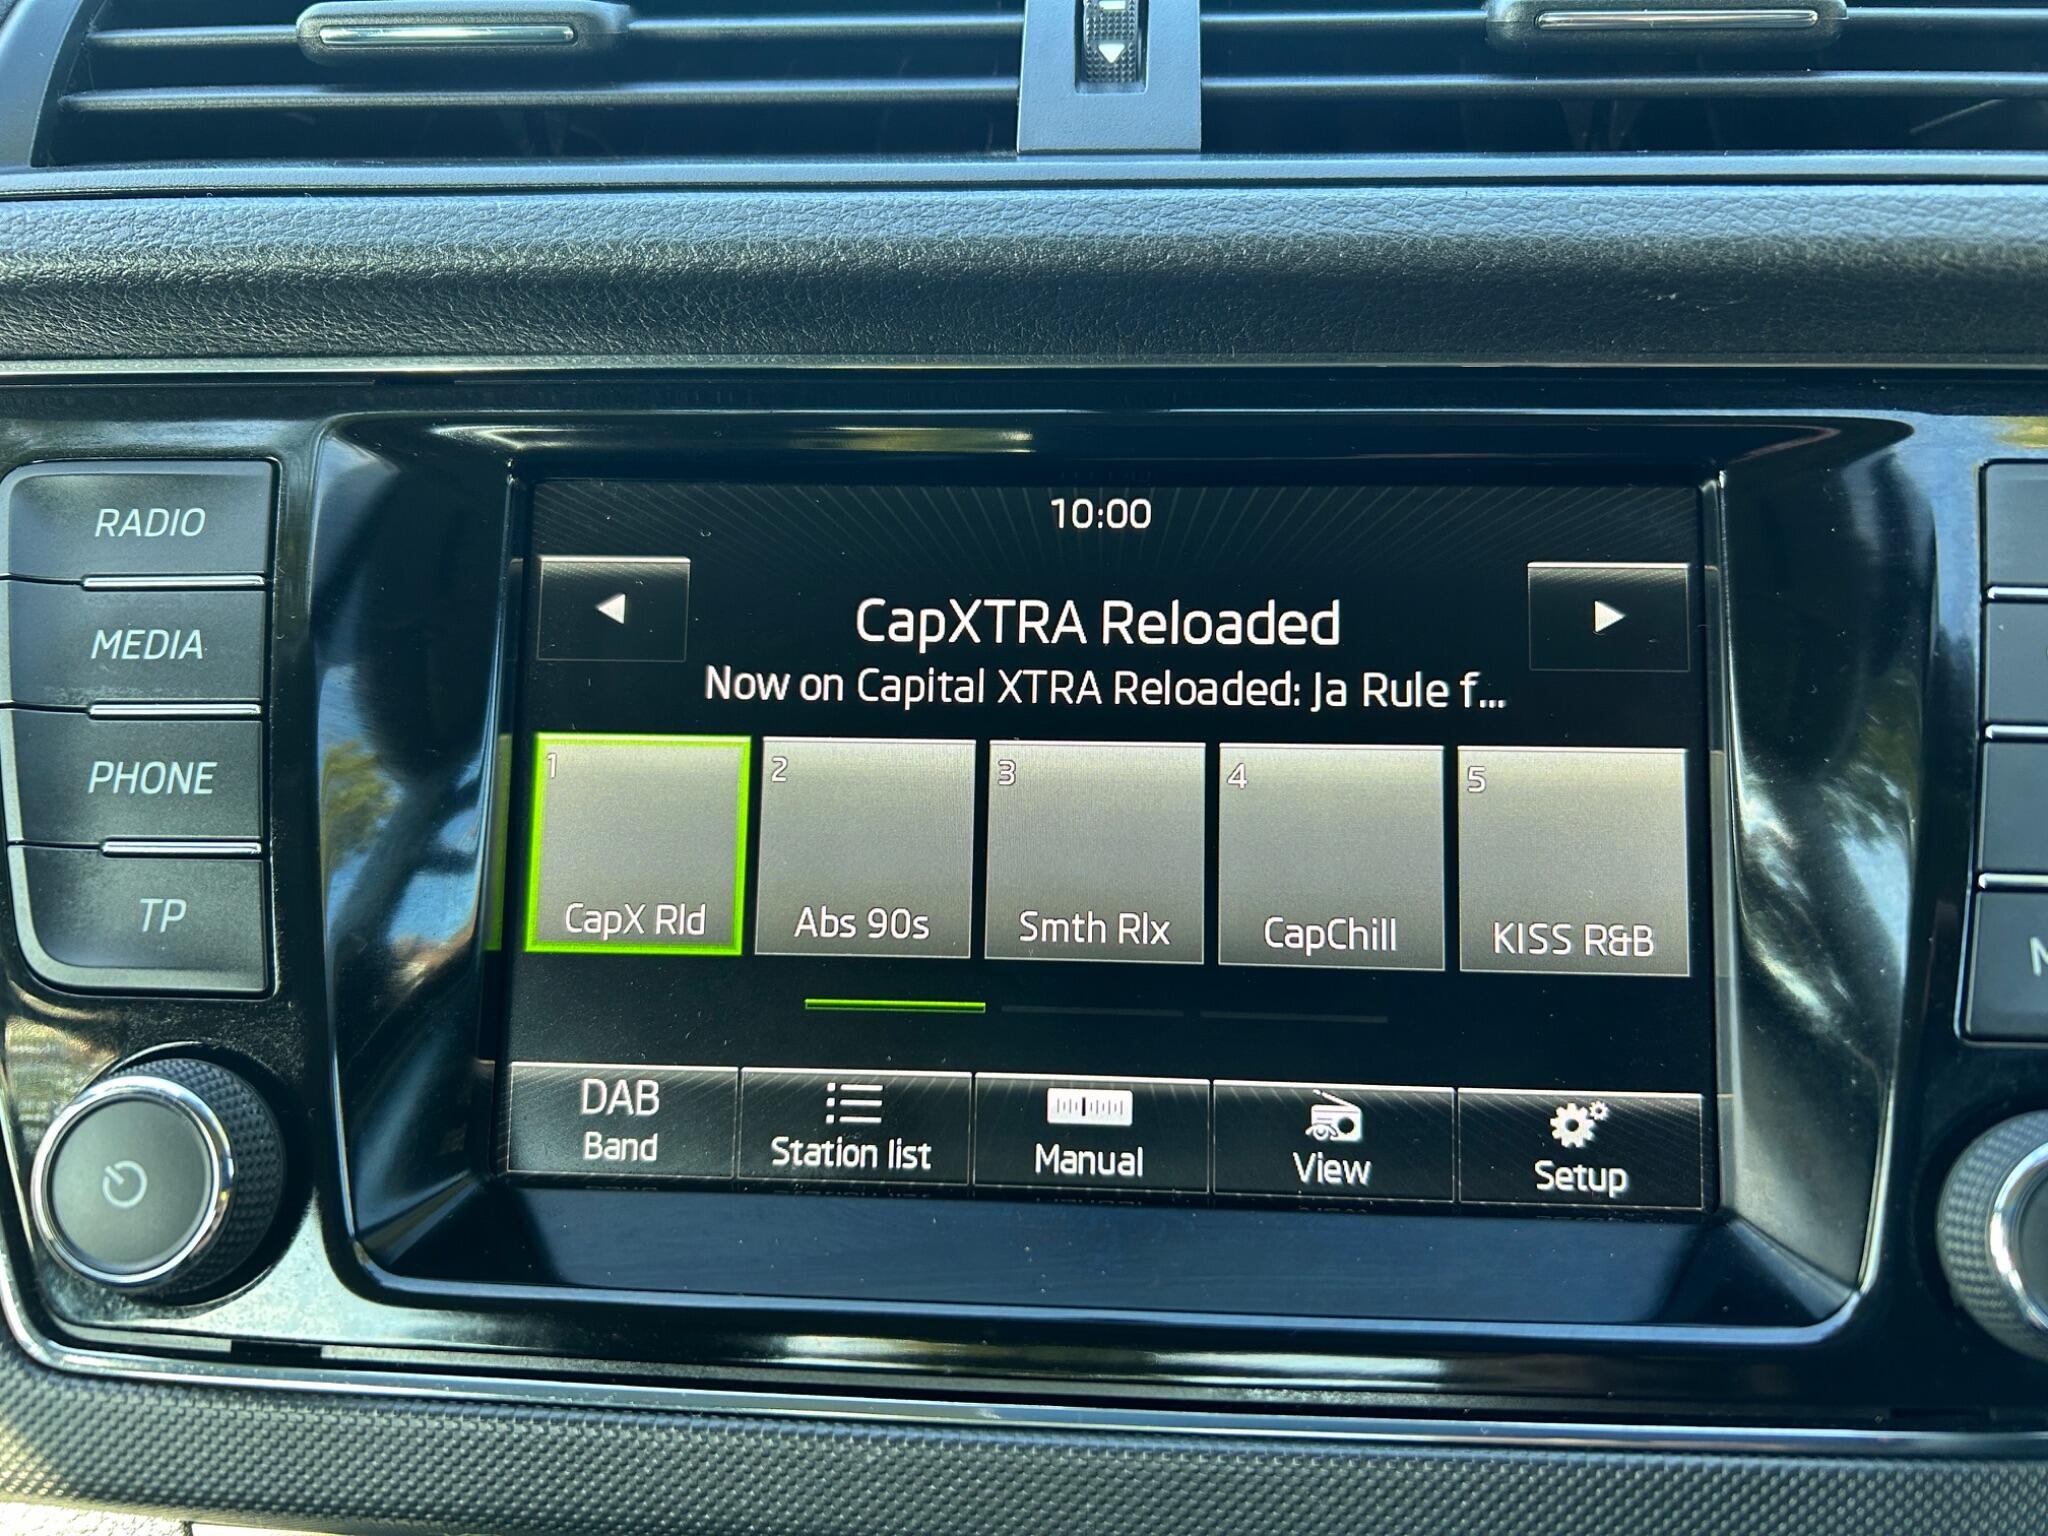 RADIO
MEDIA
PHONE
TP
10:00
CapXTRA Reloaded
Now on Capital XTRA Reloaded: Ja Rule f...
1
CapX Rld
2
Abs 90s
3
Smth Rlx
4
CapChill
5
KISS R&B
DAB
Band
Station list
Manual
View
Setup